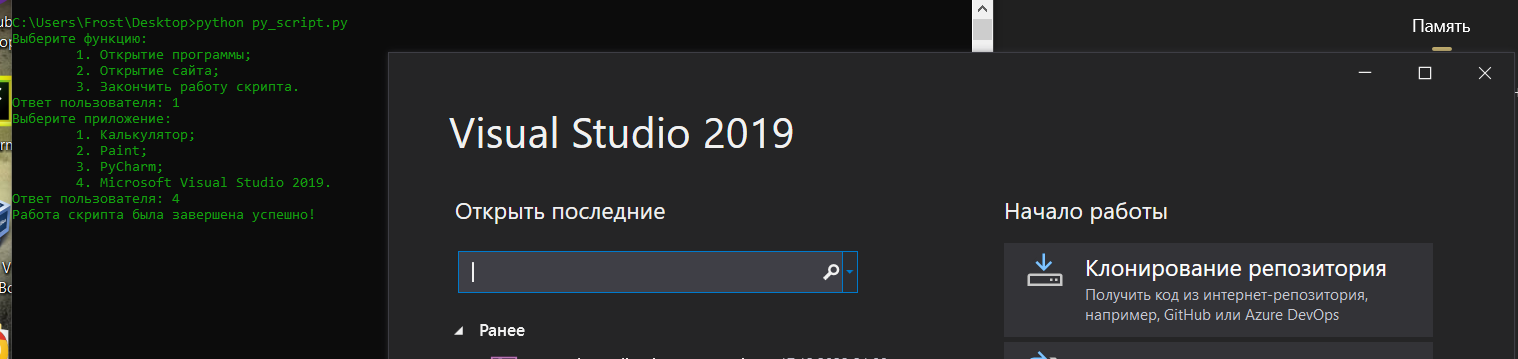 C:\Users\Frost\Desktop>python py_script.py
Выберите функцию:
1. Открытие программы;
2. Открытие сайта;
3. Закончить работу скрипта.
Ответ пользователя: 1
Выберите приложение:
1. Калькулятор;
2. Paint;
3. PyCharm;
4. Microsoft Visual Studio 2019.
Ответ пользователя: 4
Работа скрипта была завершена успешно!
Память
Visual Studio 2019
Открыть последние
Ранее
Начало работы
Клонирование репозитория
Получить код из интернет-репозитория,
например, GitHub или Azure DevOps